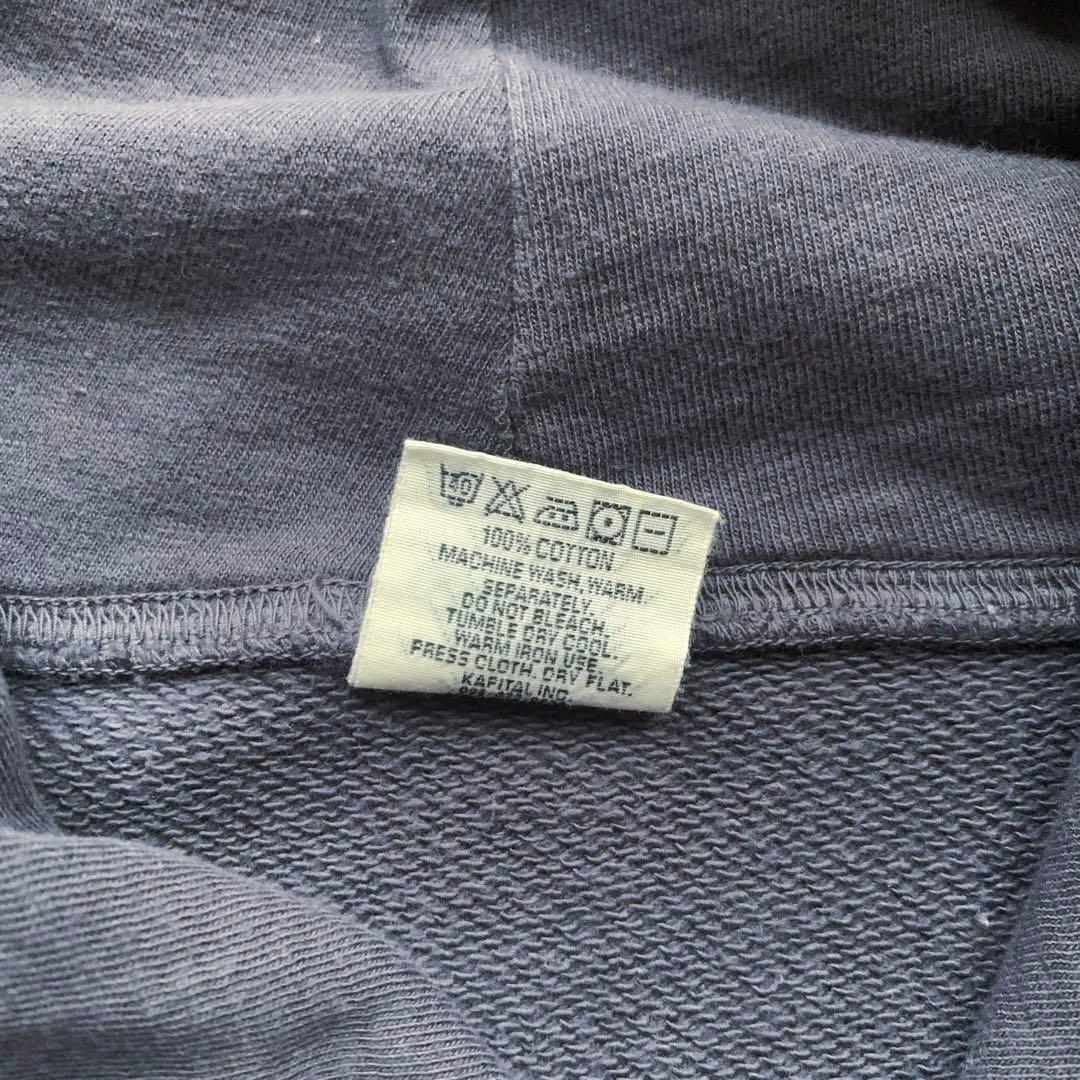 30
100% COTTON
MACHINE WASH, WARM.
SEPARATELY.
DO NOT BLEACH.
TUMBLE DRY COOL.
WARM IRON USE
PRESS CLOTH. DRY FLAT.
KAPITAL INC.